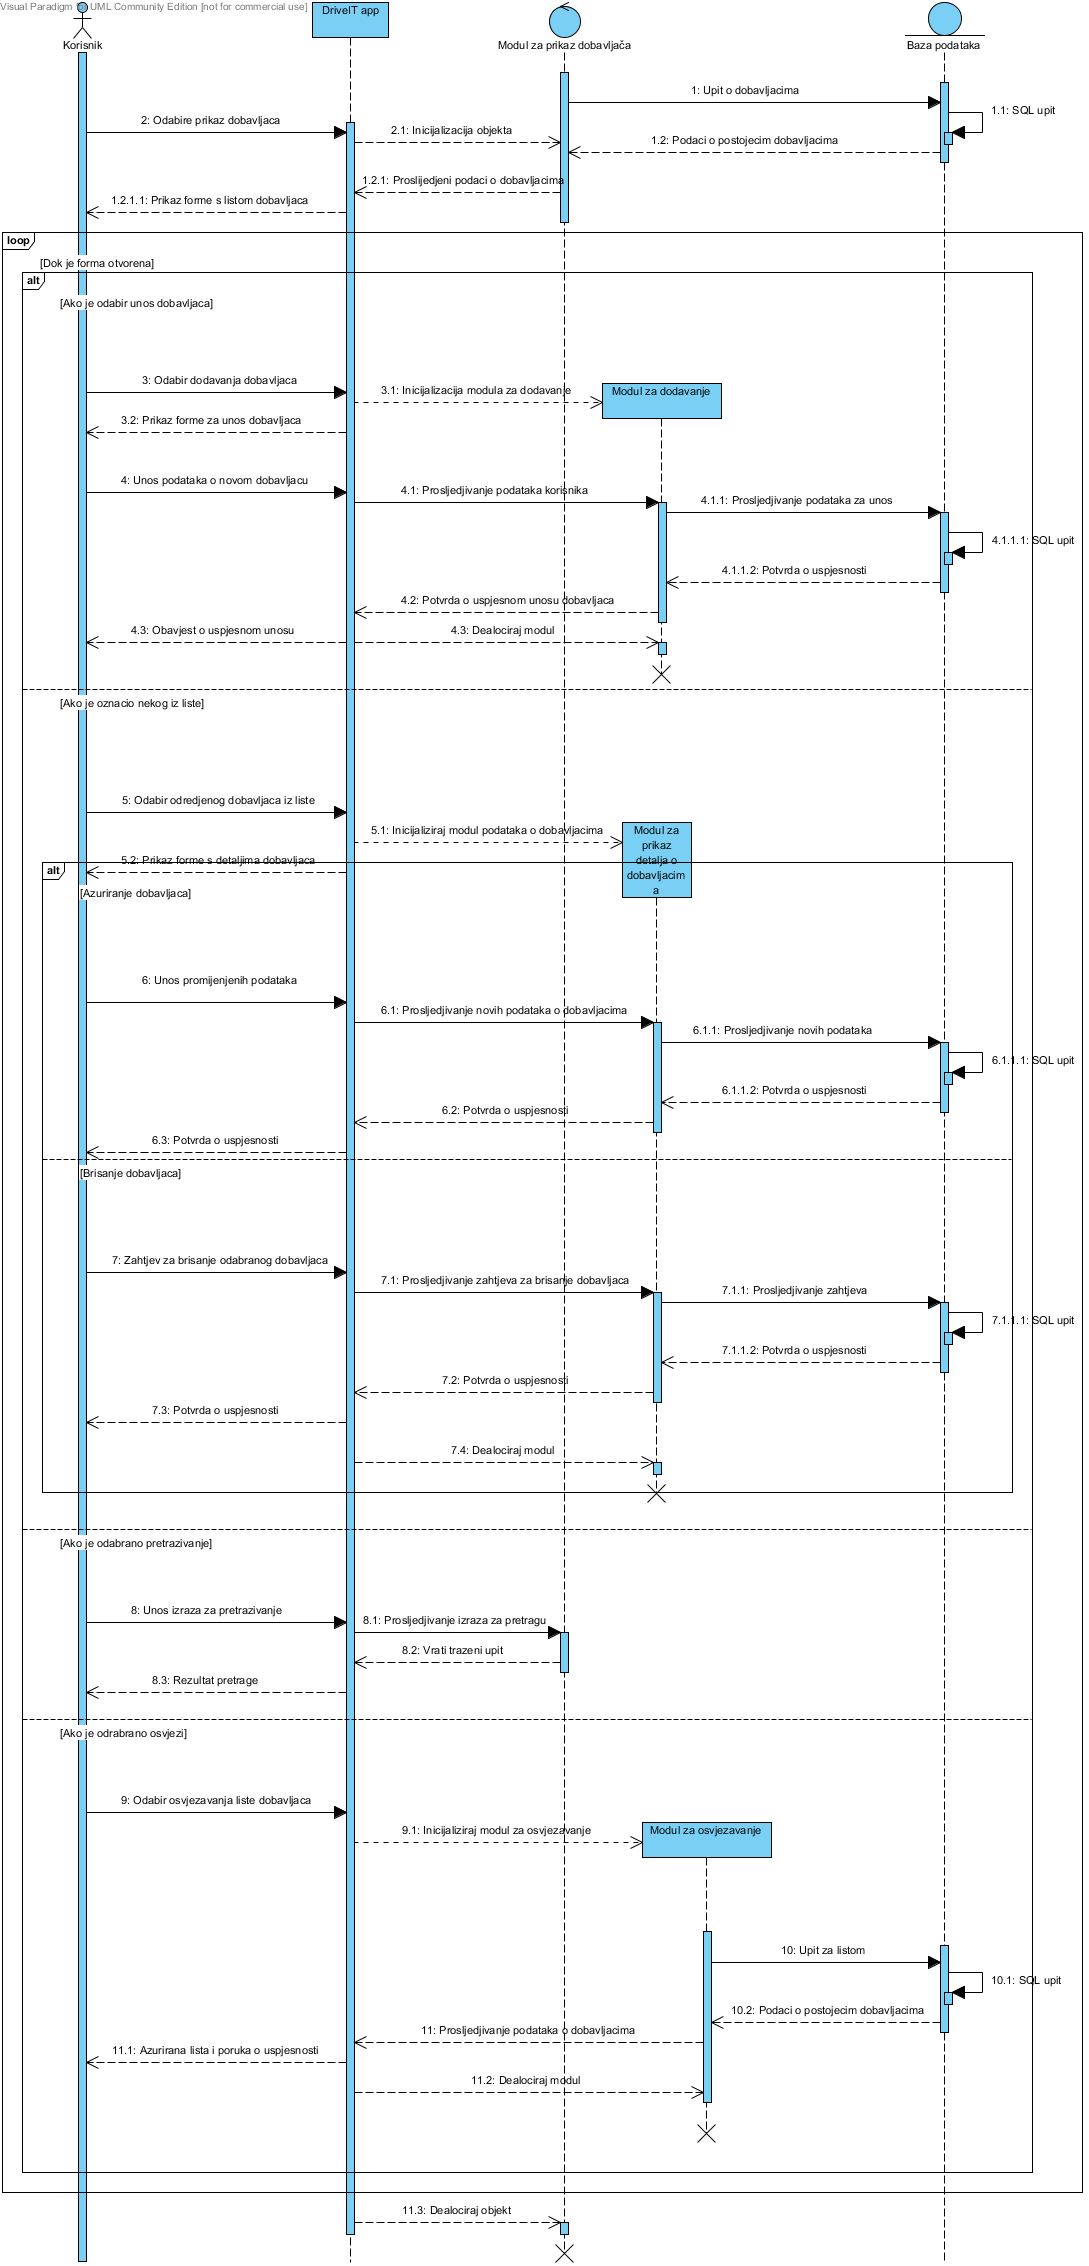 Visual Paradigm UML Community Edition [not for commercial use]
DriveIT app
Korisnik
Modul za prikaz dobavljača
Baza podataka
1: Upit o dobavljacima
1.1: SQL upit
2: Odabire prikaz dobavljaca
2.1: Inicijalizacija objekta
1.2: Podaci o postojecim dobavljacima
1.2.1: Proslijedjeni podaci o dobavljacima
1.2.1.1: Prikaz forme s listom dobavljaca
loop
[Dok je forma otvorena]
alt
[Ako je odabir unos dobavljaca]
3: Odabir dodavanja dobavljaca
3.1: Inicijalizacija modula za dodavanje
Modul za dodavanje
3.2: Prikaz forme za unos dobavljaca
4: Unos podataka o novom dobavljacu
4.1: Prosljedjivanje podataka korisnika
4.1.1: Prosljedjivanje podataka za unos
4.1.1.1: SQL upit
4.1.1.2: Potvrda o uspjesnosti
4.2: Potvrda o uspjesnom unosu dobavljaca
4.3: Obavjest o uspjesnom unosu
4.3: Dealociraj modul
[Ako je oznacio nekog iz liste]
5: Odabir odredjenog dobavljaca iz liste
5.1: Inicijaliziraj modul podataka o dobavljacima
Modul za
prikaz
detalja o
dobavljacim
a
5.2: Prikaz forme s detaljima dobavljaca
alt
[Azuriranje dobavljaca]
6: Unos promijenjenih podataka
6.1: Prosljedjivanje novih podataka o dobavljacima
6.1.1: Prosljedjivanje novih podataka
6.1.1.1: SQL upit
6.1.1.2: Potvrda o uspjesnosti
6.2: Potvrda o uspjesnosti
6.3: Potvrda o uspjesnosti
[Brisanje dobavljaca]
7: Zahtjev za brisanje odabranog dobavljaca
7.1: Prosljedjivanje zahtjeva za brisanje dobavljaca
7.1.1: Prosljedjivanje zahtjeva
7.1.1.1: SQL upit
7.1.1.2: Potvrda o uspjesnosti
7.2: Potvrda o uspjesnosti
7.3: Potvrda o uspjesnosti
7.4: Dealociraj modul
[Ako je odabrano pretrazivanje]
8: Unos izraza za pretrazivanje
8.1: Prosljedjivanje izraza za pretragu
8.2: Vrati trazeni upit
8.3: Rezultat pretrage
[Ako je odrabrano osvjezi]
9: Odabir osvjezavanja liste dobavljaca
9.1: Inicijaliziraj modul za osvjezavanje
Modul za osvjezavanje
10: Upit za listom
10.1: SQL upit
10.2: Podaci o postojecim dobavljacima
11: Prosljedjivanje podataka o dobavljacima
11.1: Azurirana lista i poruka o uspjesnosti
11.2: Dealociraj modul
11.3: Dealociraj objekt